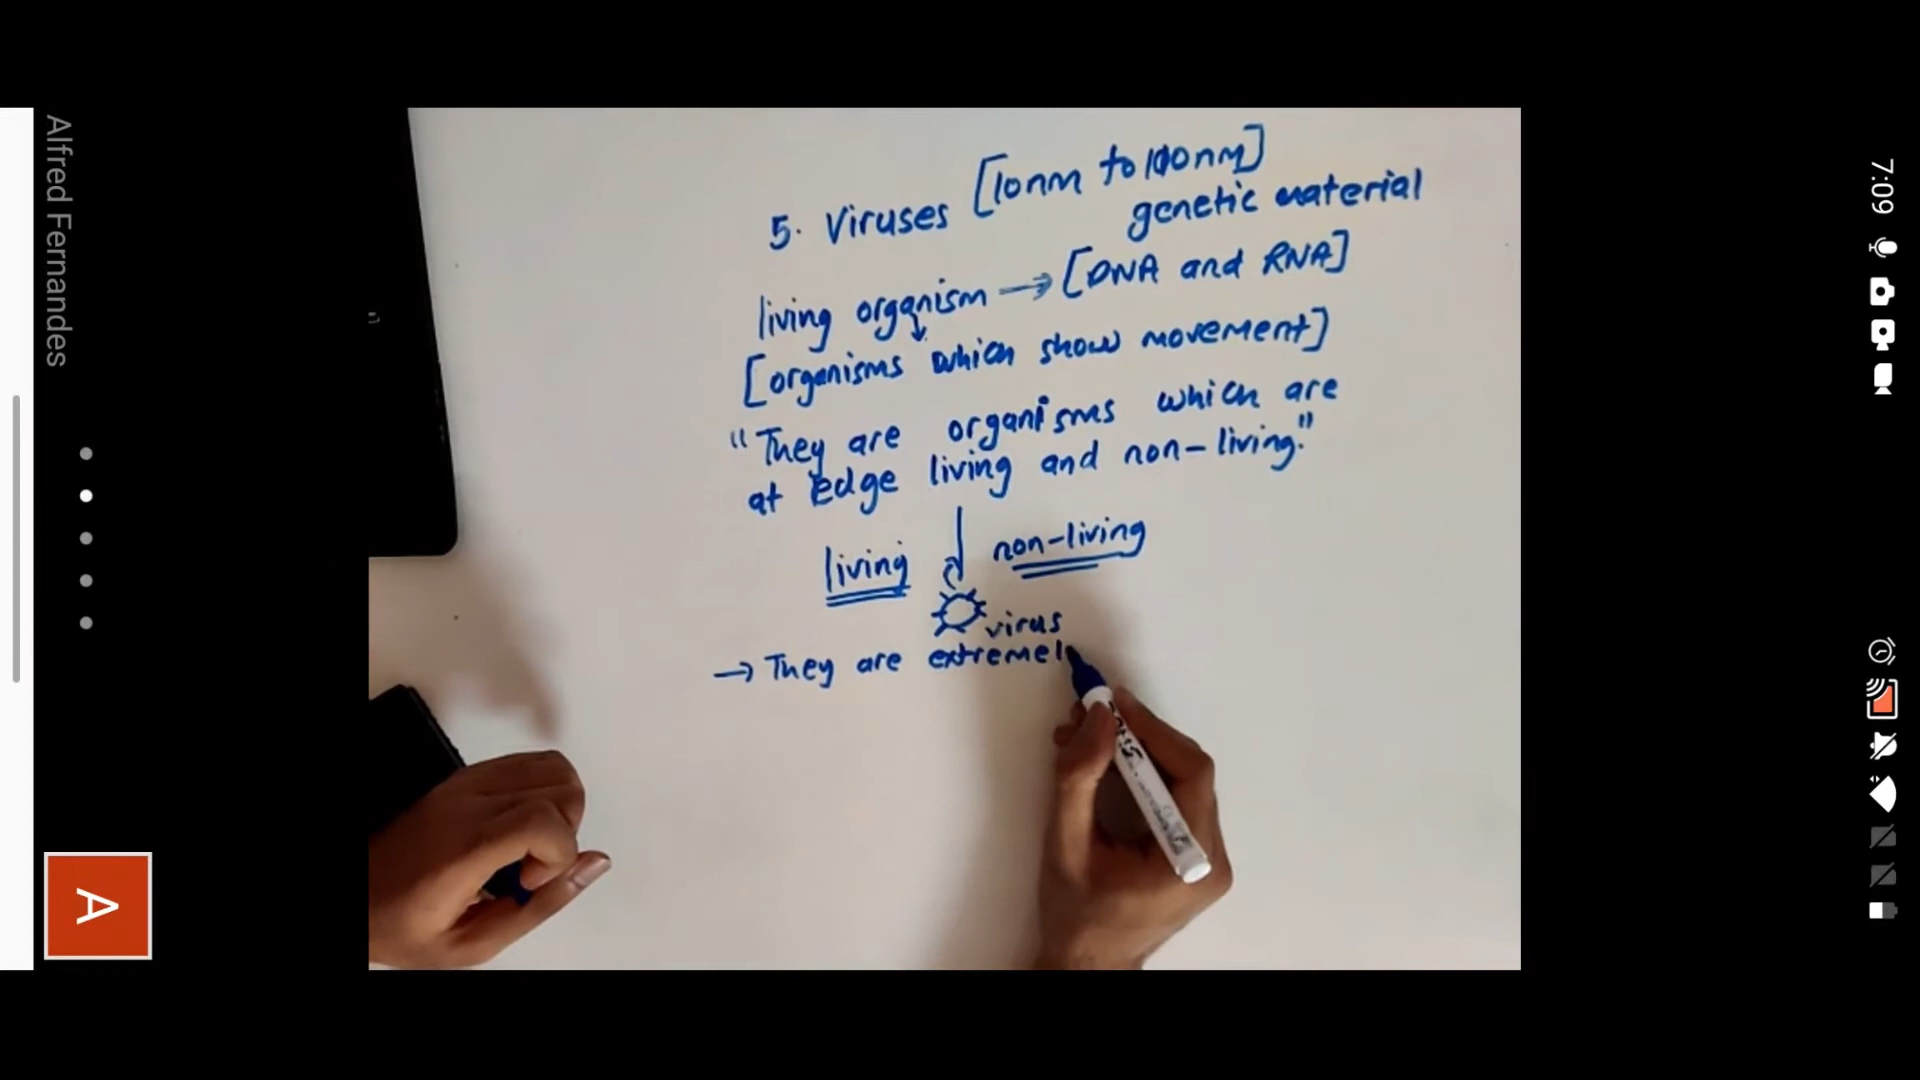 5. Viruses [10nm to 100nm]
genetic material
living organism → [DNA and RNA]
[organisms which show movement]
"They are organisms which are
at edge living and non-living."
living non-living
virus
→ They are extremel
Alfred Fernandes
A
7:09